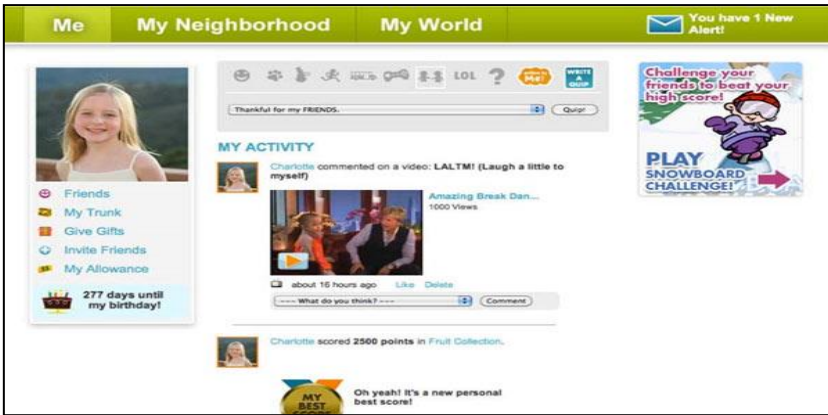 Me
My Neighborhood
My World
You have 1 New
Alert!
LOL
?
WRITE
A
QUIP
Thankful for my FRIENDS.
Quip!
Friends
My Trunk
Give Gifts
Invite Friends
My Allowance
277 days until
my birthday!
MY ACTIVITY
Charlotte commented on a video: LALTM! (Laugh a little to
myself)
Amazing Break Dan...
1000 Views
about 16 hours ago Like Delete
--- What do you think? ---
Comment
Charlotte scored 2500 points in Fruit Collection.
MY
BEST
SCORE
Oh yeah! It's a new personal
best score!
Challenge your
friends to beat your
high score!
PLAY
SNOWBOARD
CHALLENGE!